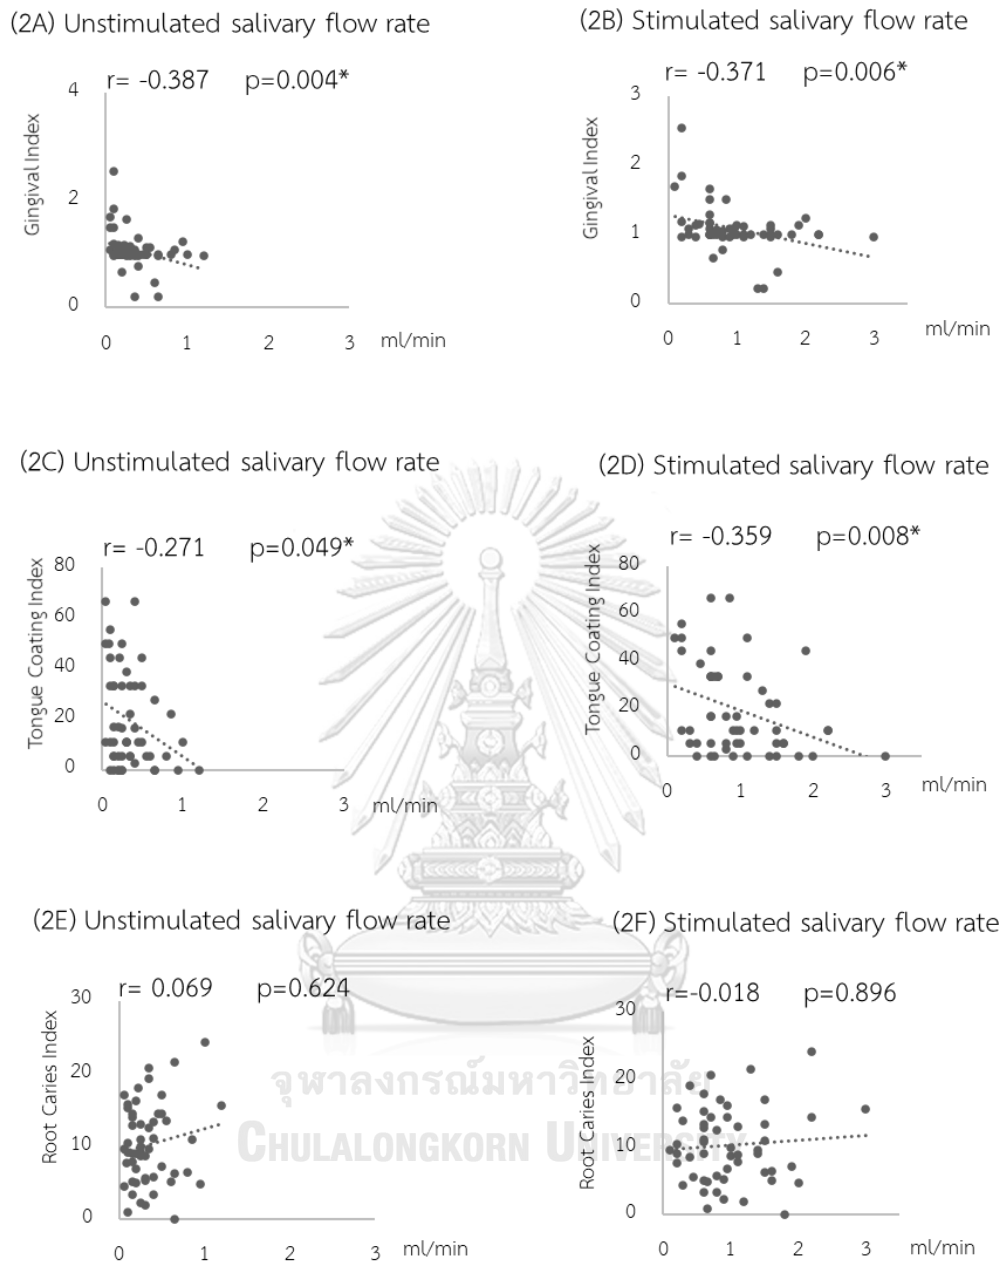 (2A) Unstimulated salivary flow rate
(2B) Stimulated salivary flow rate
r= -0.387 p=0.004*
Gingival Index
4
2
0
0 1 2 3 ml/min
r= -0.371 p=0.006*
Gingival Index
3
2
1
0
0 1 2 3 ml/min
(2C) Unstimulated salivary flow rate
(2D) Stimulated salivary flow rate
r= -0.271 p=0.049*
Tongue Coating Index
80
60
40
20
0
0 1 2 3 ml/min
r= -0.359 p=0.008*
Tongue Coating Index
80
60
40
20
0
0 1 2 3 ml/min
(2E) Unstimulated salivary flow rate
(2F) Stimulated salivary flow rate
r= 0.069 p=0.624
Root Caries Index
30
20
10
0
0 1 2 3 ml/min
r=-0.018 p=0.896
Root Caries Index
30
20
10
0
0 1 2 3 ml/min
จุฬาลงกรณ์มหาวิทยาลัย
CHULALONGKORN UNIVERSITY